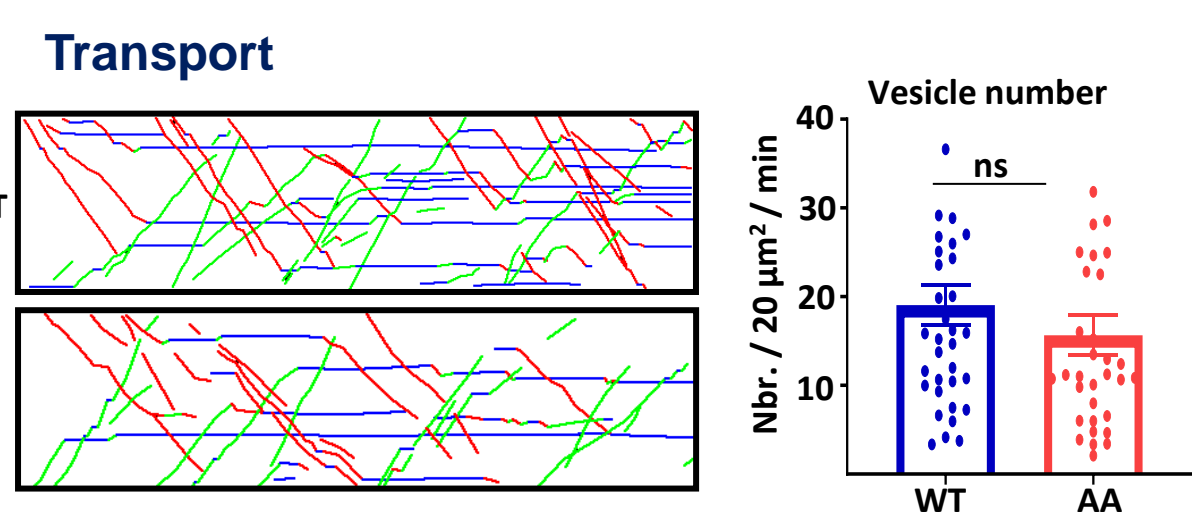 Transport
T
Vesicle number
Nbr. / 20 µm² / min
40
30
20
10
ns
WT
AA